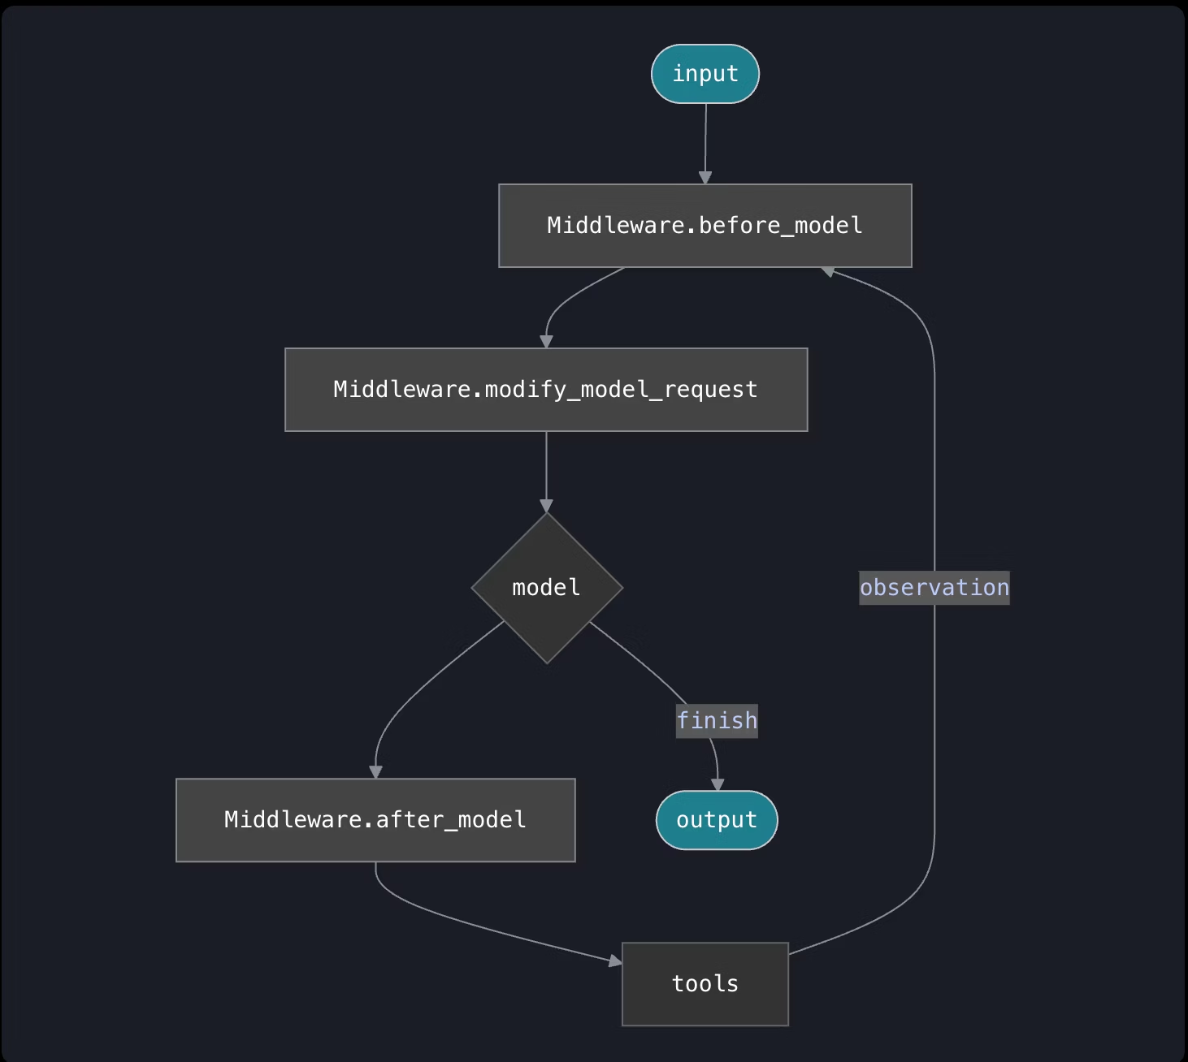 input
Middleware.before_model
Middleware.modify_model_request
model
observation
finish
Middleware.after_model
output
tools